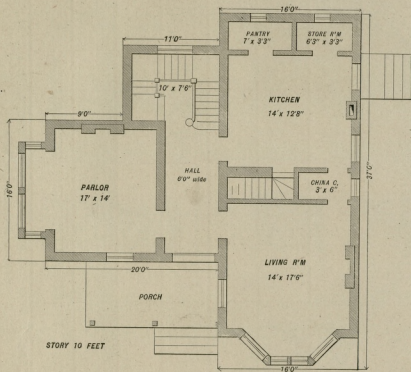 16'0"
11'0"
PANTRY
7' x 3'3"
STORE R'M
6'3" x 3'3"
10' x 7'6"
KITCHEN
14' x 12'8"
9'0"
HALL
6'0" wide
PARLOR
17' x 14'
16'0"
CHINA C.
3' x 6'
37'0"
LIVING R'M
14' x 17'6"
20'0"
PORCH
STORY 10 FEET
16'0"